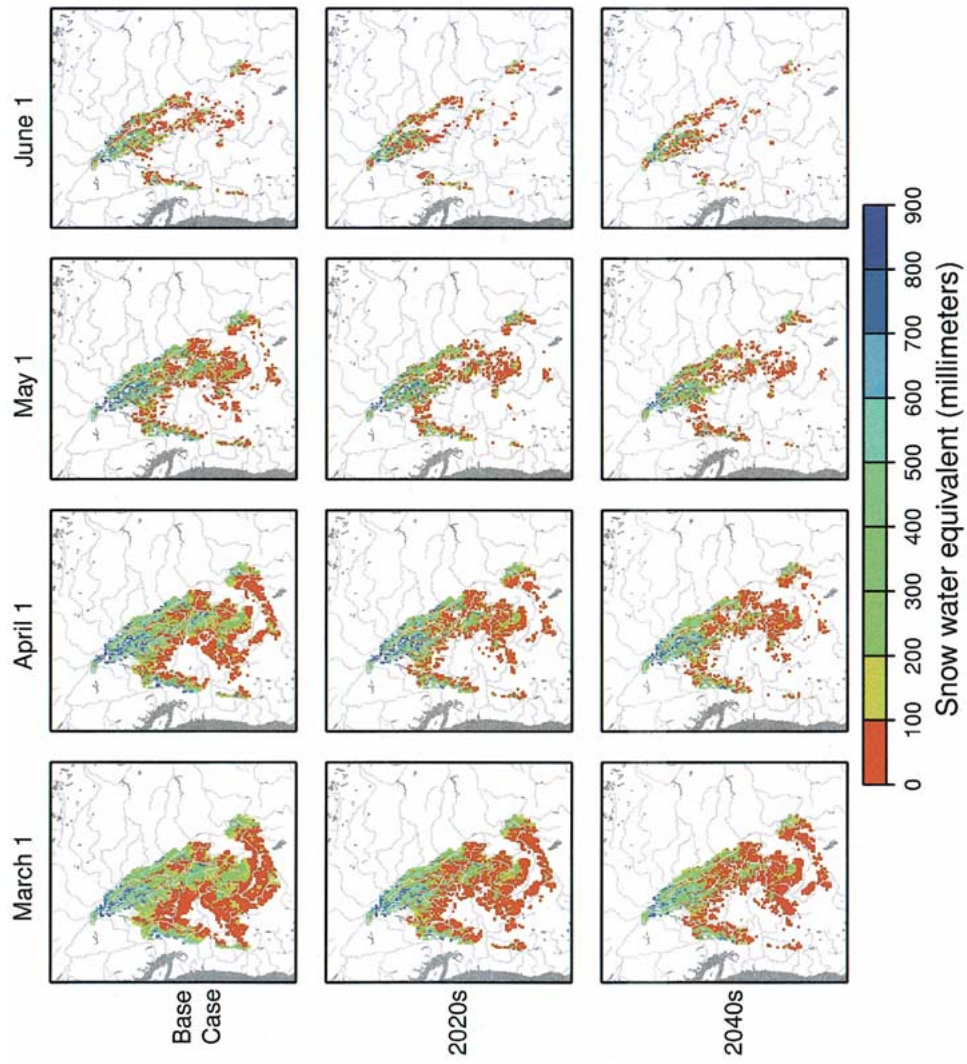 March 1
April 1
May 1
June 1
Base
Case
2020s
2040s
0 100 200 300 400 500 600 700 800 900
Snow water equivalent (millimeters)